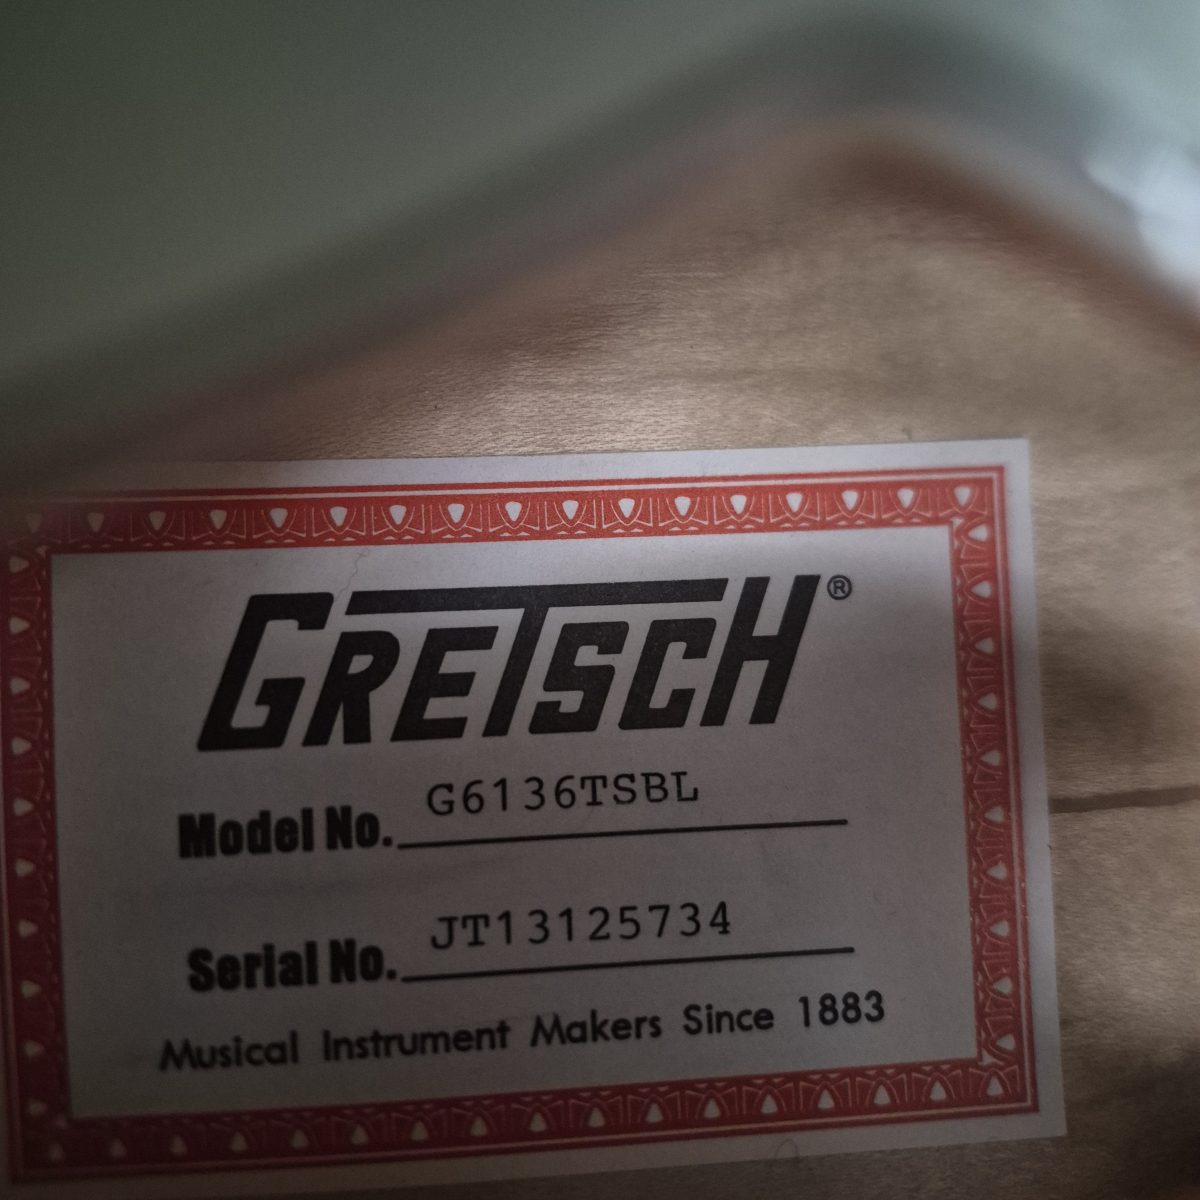 GRETSCH®
Model No. G6136TSBL
Serial No. JT13125734
Musical Instrument Makers Since 1883